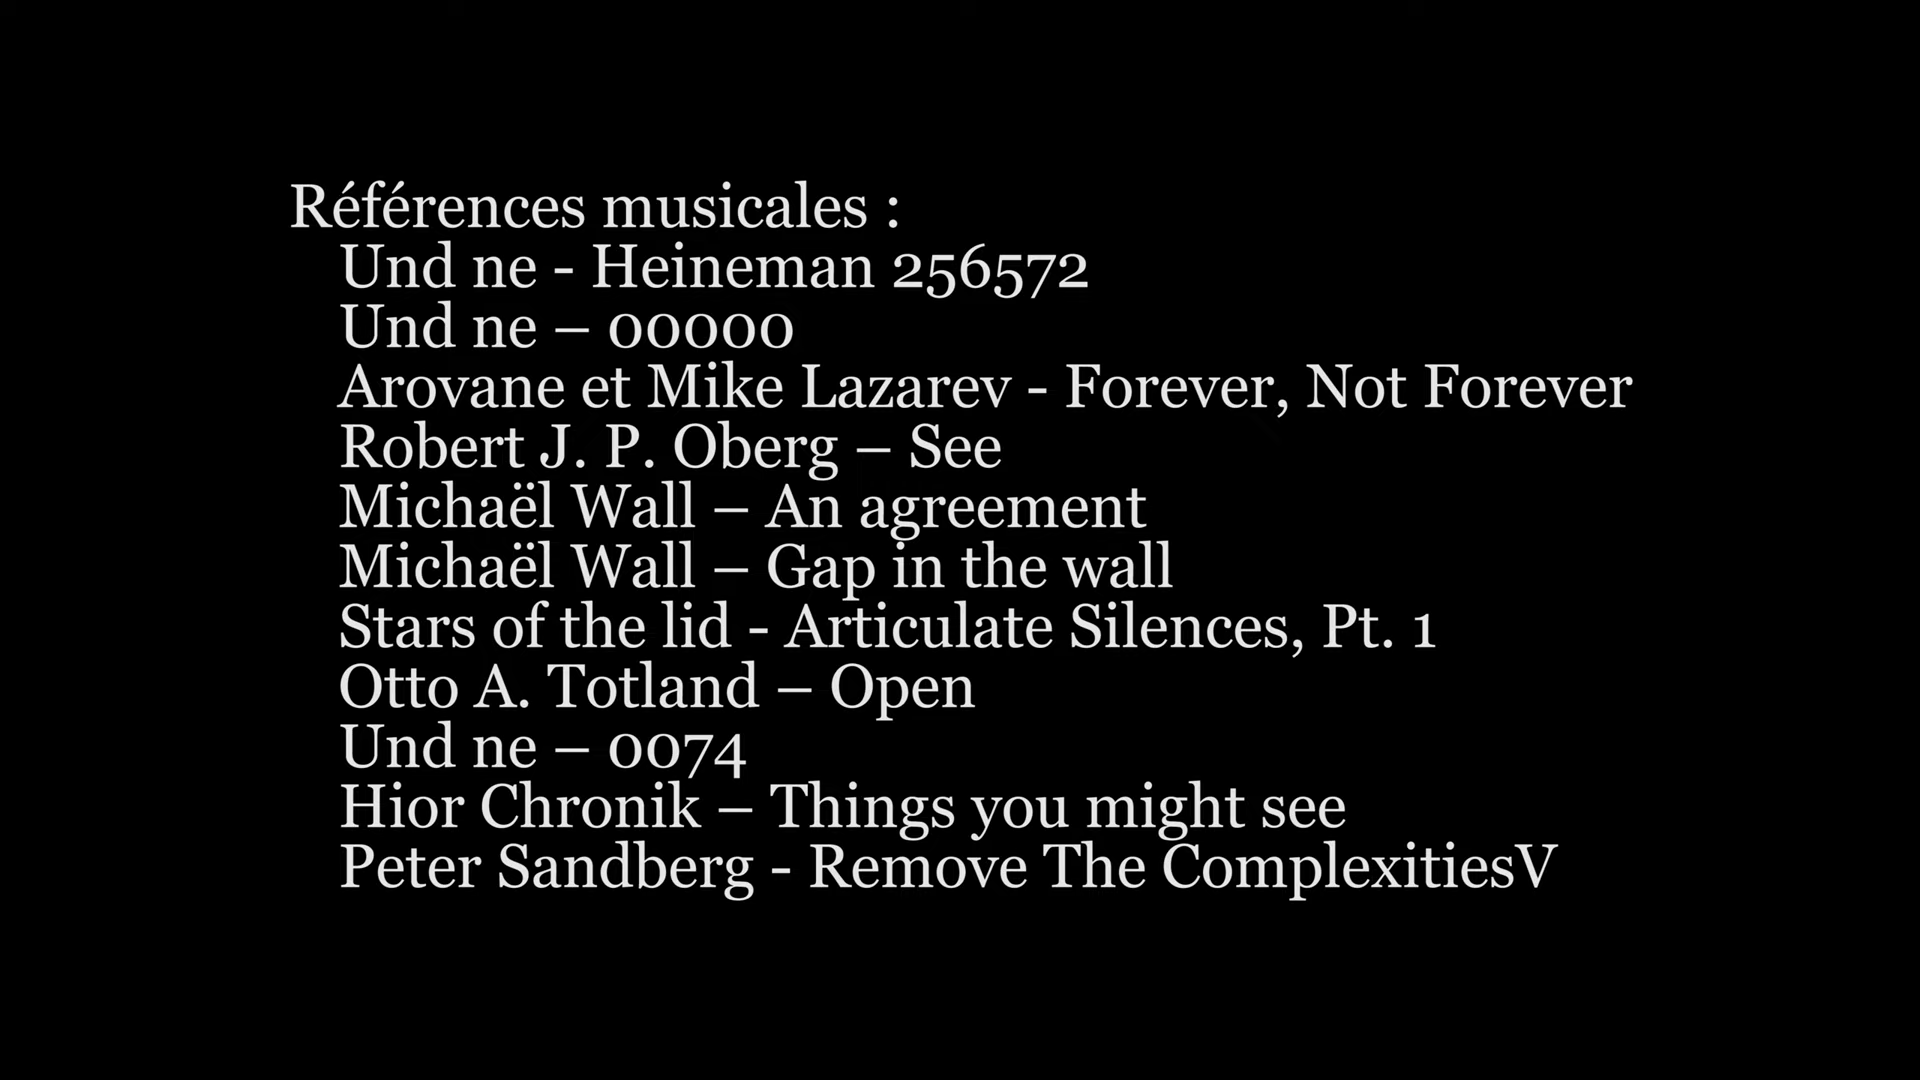 Références musicales :
Und ne - Heineman 256572
Und ne – 00000
Arovane et Mike Lazarev - Forever, Not Forever
Robert J. P. Oberg – See
Michaël Wall – An agreement
Michaël Wall – Gap in the wall
Stars of the lid - Articulate Silences, Pt. 1
Otto A. Totland – Open
Und ne – 0074
Hior Chronik – Things you might see
Peter Sandberg - Remove The ComplexitiesV